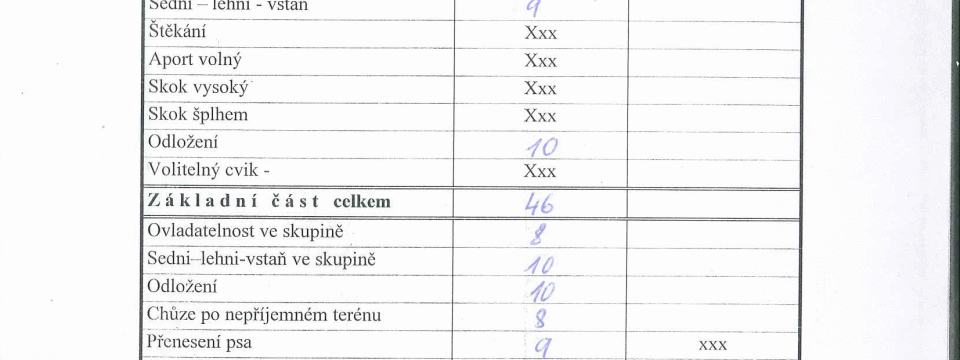 Sedni – lehni - vstaň 9
Štěkání Xxx
Aport volný Xxx
Skok vysoký Xxx
Skok šplhem Xxx
Odložení 10
Volitelný cvik - Xxx
Základní část celkem 46
Ovladatelnost ve skupině 8
Sedni–lehni-vstaň ve skupině 10
Odložení 10
Chůze po nepříjemném terénu 8
Přenesení psa 9 xxx